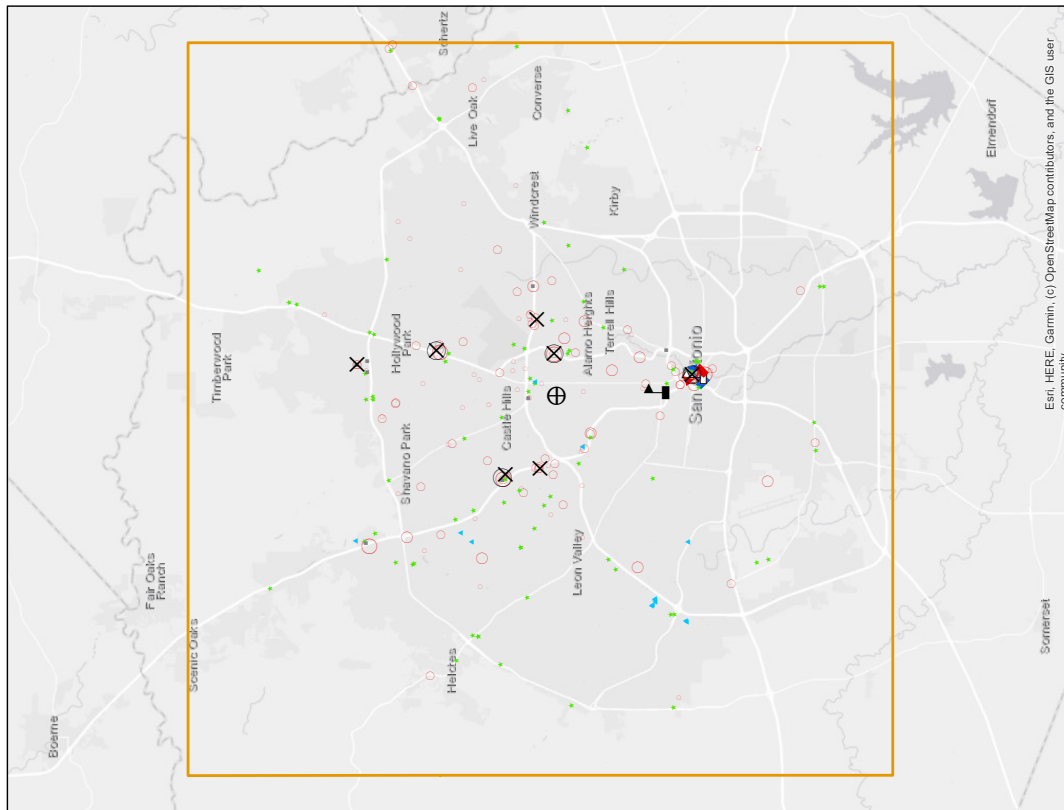 Boerne
Scenic Oaks
Fair Oaks
Ranch
Timberwood
Park
Helotes
Shavano Park
Hollywood
Park
Castle Hills
Leon Valley
Alamo Heights
Terrell Hills
Windcrest
Kirby
Live Oak
Converse
Schertz
San
onio
Somerset
Elmendorf
Esri, HERE, Garmin, (c) OpenStreetMap contributors, and the GIS user
community